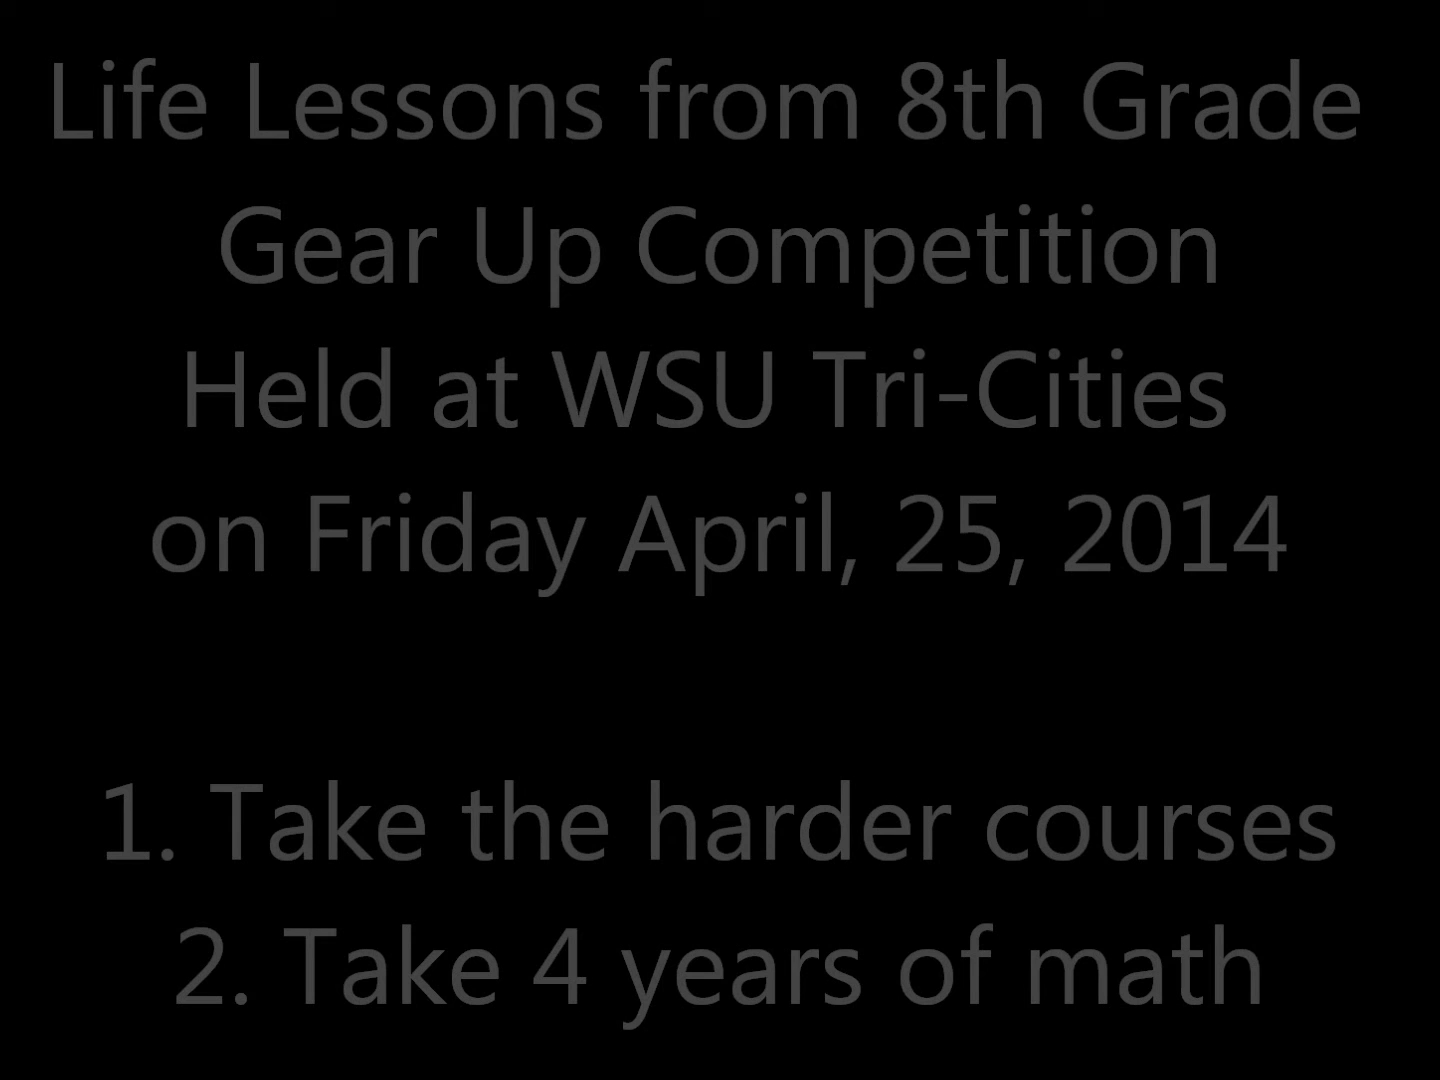 Life Lessons from 8th Grade
Gear Up Competition
Held at WSU Tri-Cities
on Friday April, 25, 2014
1. Take the harder courses
2. Take 4 years of math